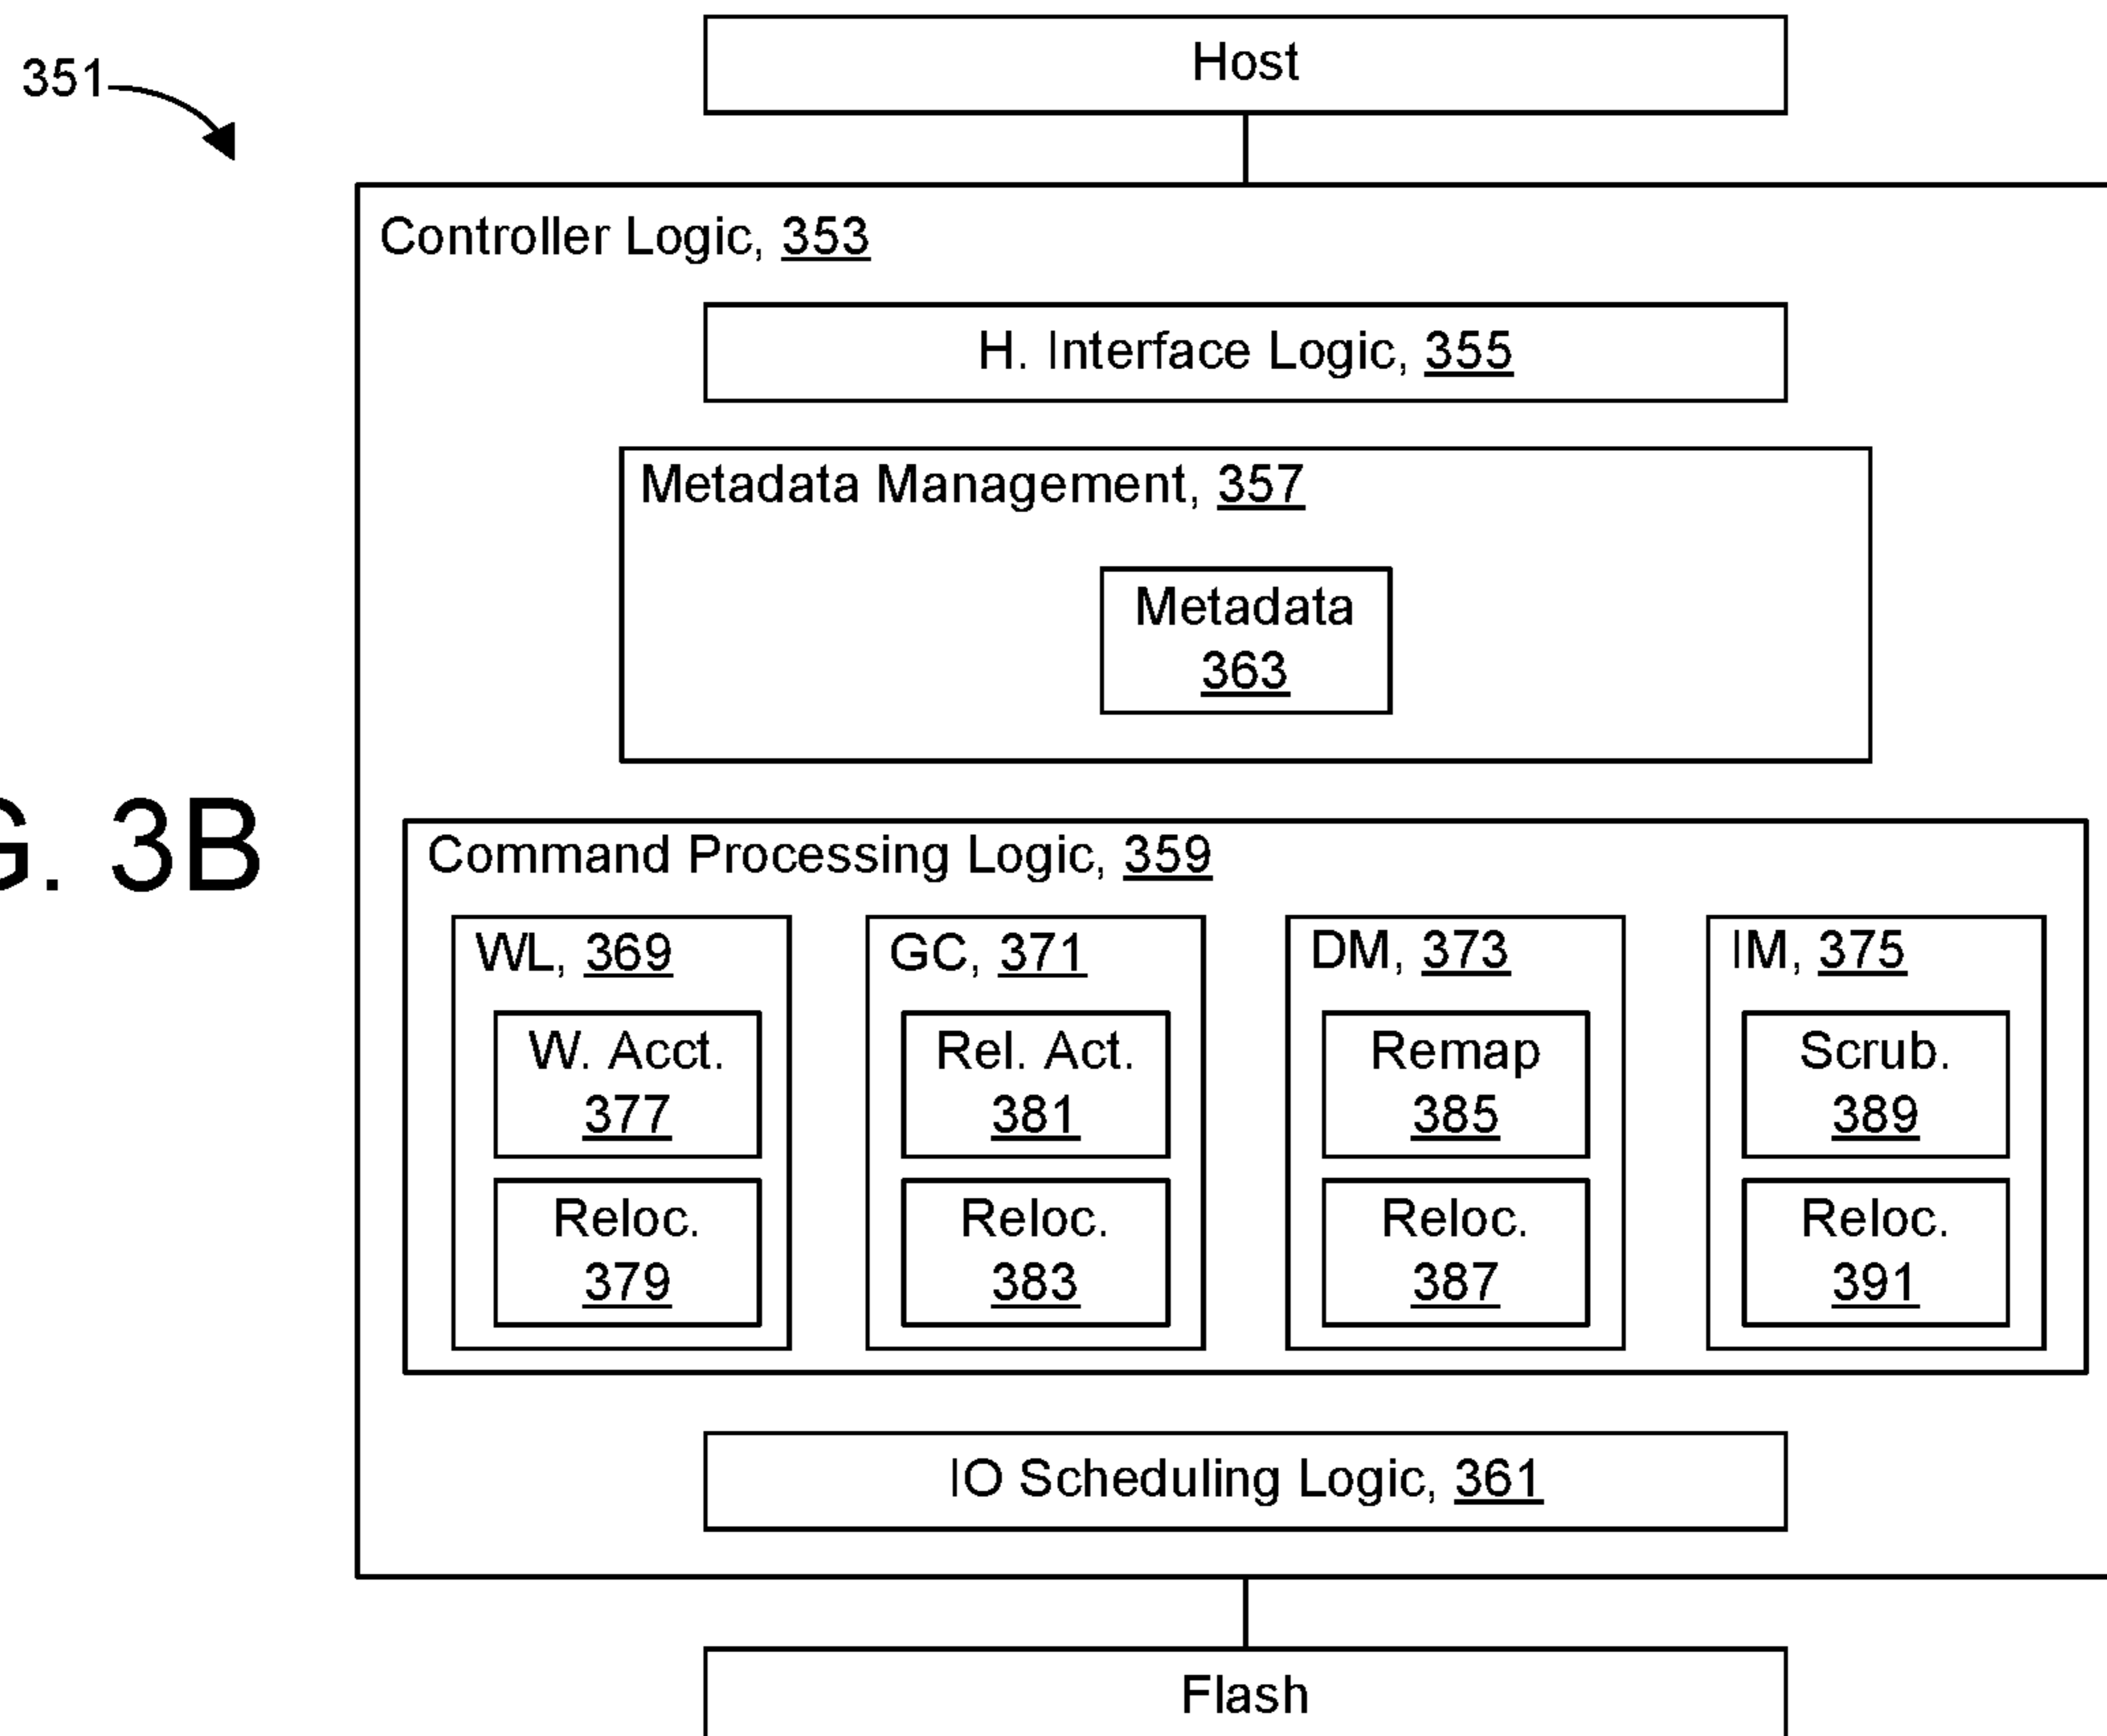 Host
351
Controller Logic, 353
H. Interface Logic, 355
Metadata Management, 357
Metadata
363
G. 3B
Command Processing Logic, 359
WL, 369
W. Acct.
377
Reloc.
379
GC, 371
Rel. Act.
381
Reloc.
383
DM, 373
Remap
385
Reloc.
387
IM, 375
Scrub.
389
Reloc.
391
IO Scheduling Logic, 361
Flash